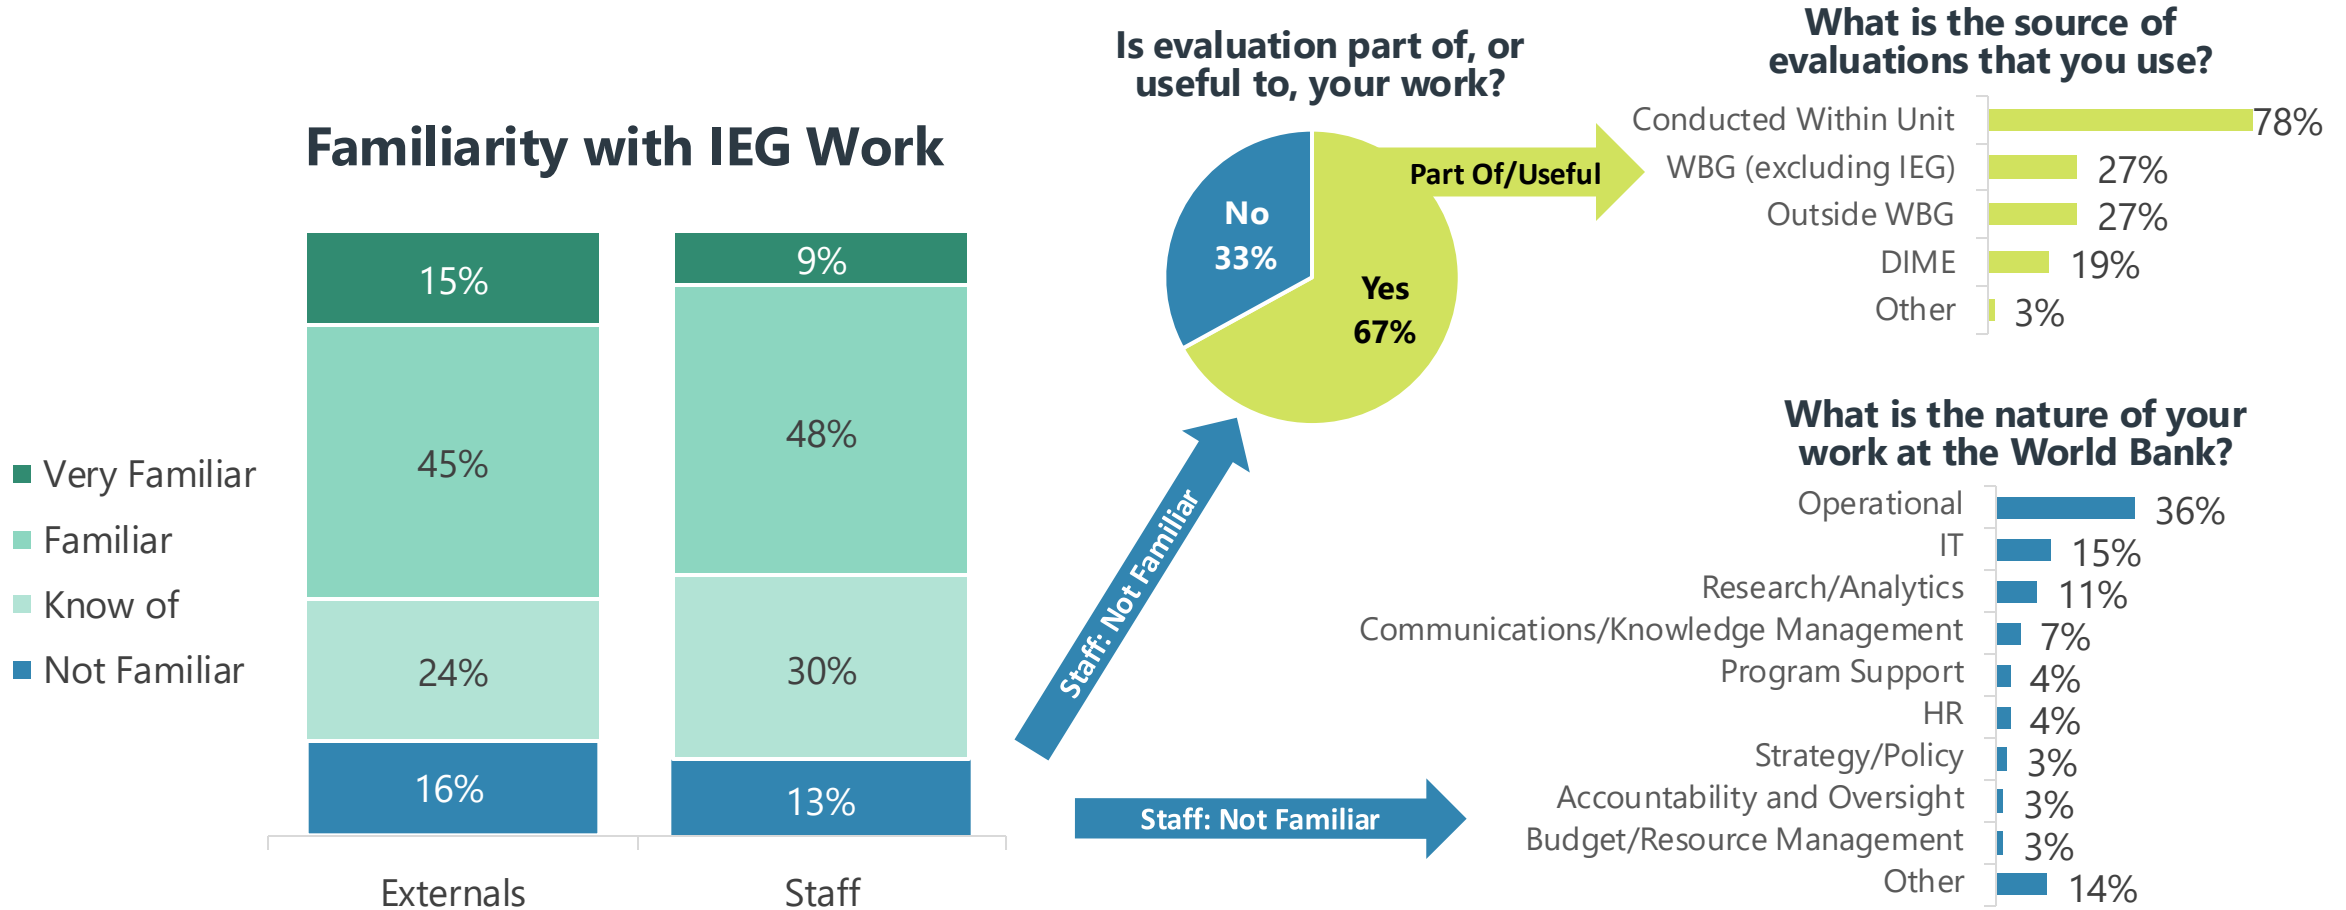 Familiarity with IEG Work
Very Familiar
Familiar
Know of
Not Familiar
15%
45%
24%
16%
9%
48%
30%
13%
Externals
Staff
Is evaluation part of, or
useful to, your work?
No
33%
Yes
67%
Part Of/Useful
Staff: Not Familiar
Staff: Not Familiar
What is the source of
evaluations that you use?
Conducted Within Unit 78%
WBG (excluding IEG) 27%
Outside WBG 27%
DIME 19%
Other 3%
What is the nature of your
work at the World Bank?
Operational 36%
IT 15%
Research/Analytics 11%
Communications/Knowledge Management 7%
Program Support 4%
HR 4%
Strategy/Policy 3%
Accountability and Oversight 3%
Budget/Resource Management 3%
Other 14%